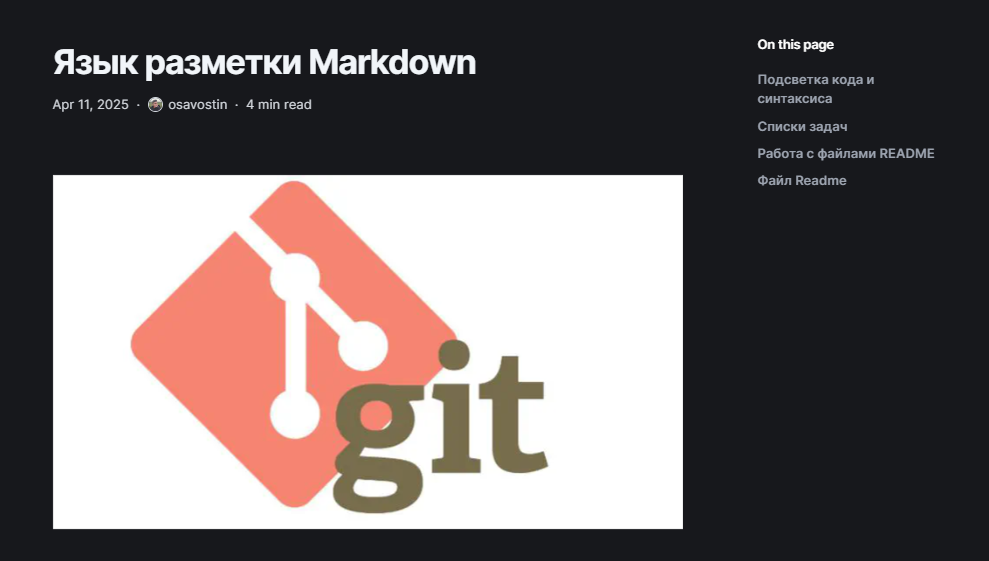 Язык разметки Markdown
Apr 11, 2025 · osavostin · 4 min read
git
On this page
Подсветка кода и
синтаксиса
Списки задач
Работа с файлами README
Файл Readme